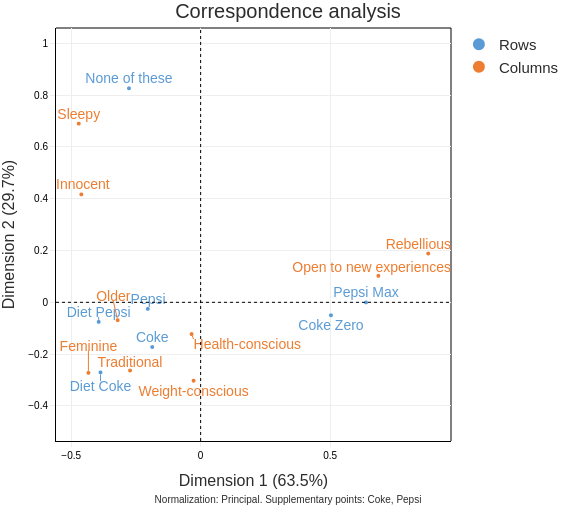 Correspondence analysis
Rows
Columns
1
0.8
0.6
0.4
0.2
0
−0.2
−0.4
Dimension 2 (29.7%)
None of these
Sleepy
Innocent
Rebellious
Open to new experiences
Pepsi Max
Older
Pepsi
Diet Pepsi
Coke Zero
Coke
Health-conscious
Feminine
Traditional
Diet Coke
Weight-conscious
−0.5
0
0.5
Dimension 1 (63.5%)
Normalization: Principal. Supplementary points: Coke, Pepsi